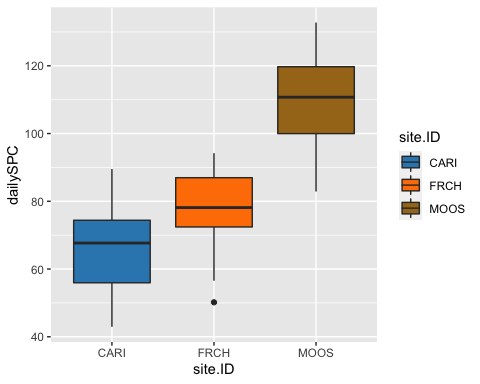 dailySPC
120
100
80
60
40
CARI FRCH MOOS
site.ID
site.ID
CARI
FRCH
MOOS